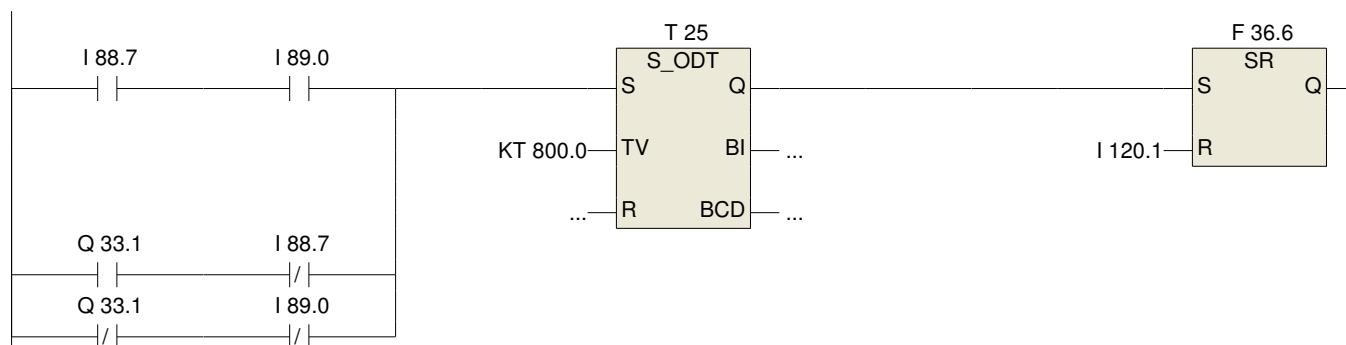 T 25
F 36.6
I 88.7
I 89.0
S_ODT
SR
S
Q
S
Q
KT 800.0
TV
BI
...
I 120.1
R
...
R
BCD
...
Q 33.1
I 88.7
/
Q 33.1
I 89.0
/
/